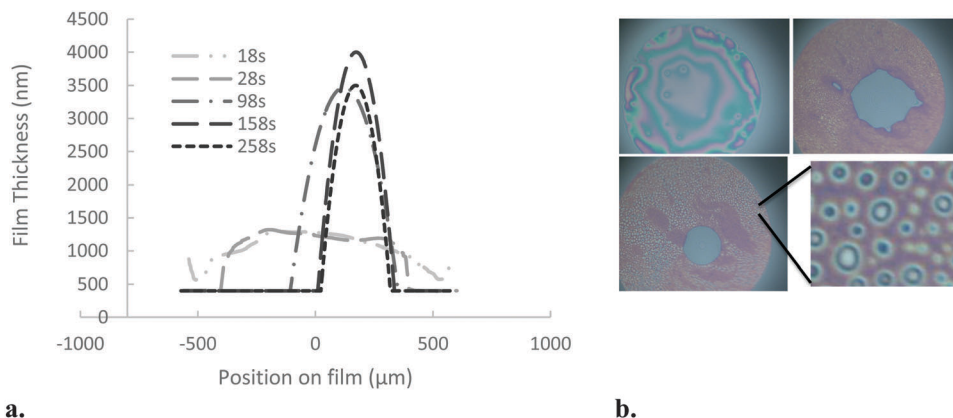 4500
4000
3500
3000
2500
2000
1500
1000
500
0
Film Thickness (nm)
18s
28s
98s
158s
258s
-1000
-500
0
500
1000
Position on film (µm)
a.
b.